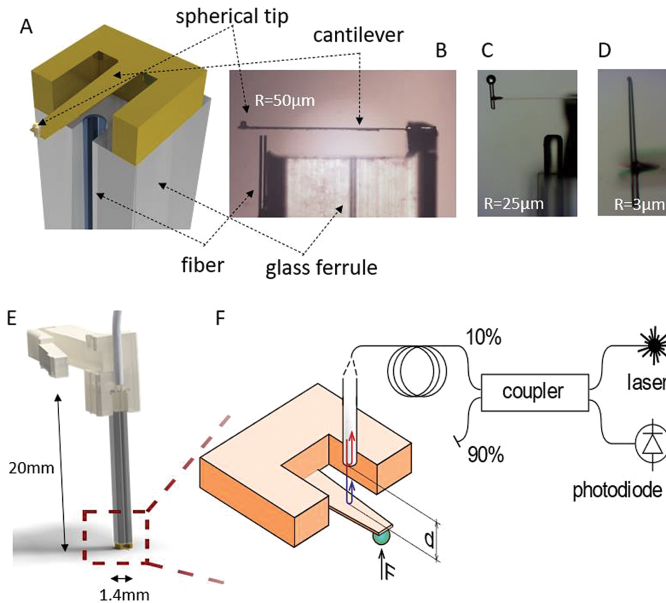 A
spherical tip
cantilever
B
C
D
R=50µm
R=25µm
R=3µm
fiber
glass ferrule
E
F
10%
coupler
laser
20mm
90%
photodiode
d
F
1.4mm